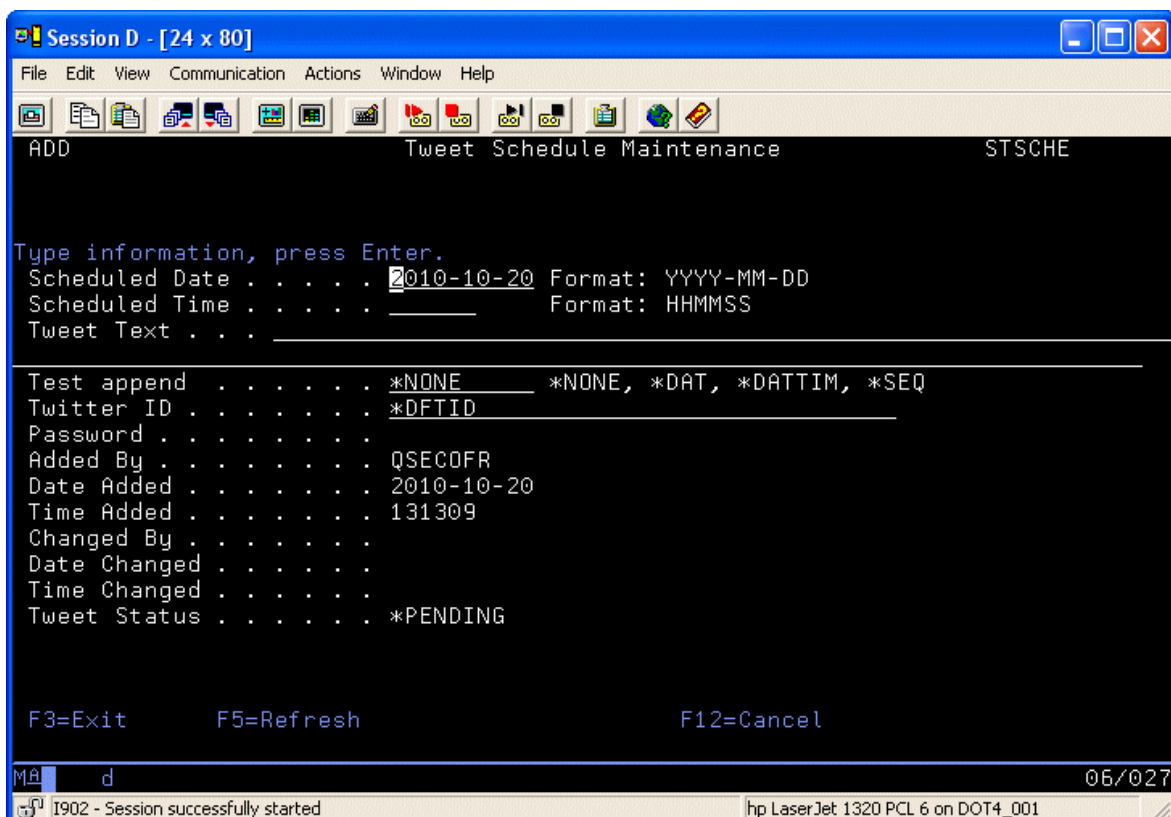 Session D - [24 x 80]
File Edit View Communication Actions Window Help
ADD Tweet Schedule Maintenance STSCHE
Type information, press Enter.
Scheduled Date . . . . . 2010-10-20 Format: YYYY-MM-DD
Scheduled Time . . . . . ______ Format: HHMMSS
Tweet Text . . .
Test append . . . . . . *NONE *NONE, *DAT, *DATTIM, *SEQ
Twitter ID . . . . . . . *DFTID
Password . . . . . . . .
Added By . . . . . . . . QSECOFR
Date Added . . . . . . . 2010-10-20
Time Added . . . . . . . 131309
Changed By . . . . . . .
Date Changed . . . . . .
Time Changed . . . . . .
Tweet Status . . . . . . *PENDING
F3=Exit F5=Refresh F12=Cancel
MA d 06/027
I902 - Session successfully started hp LaserJet 1320 PCL 6 on DOT4_001